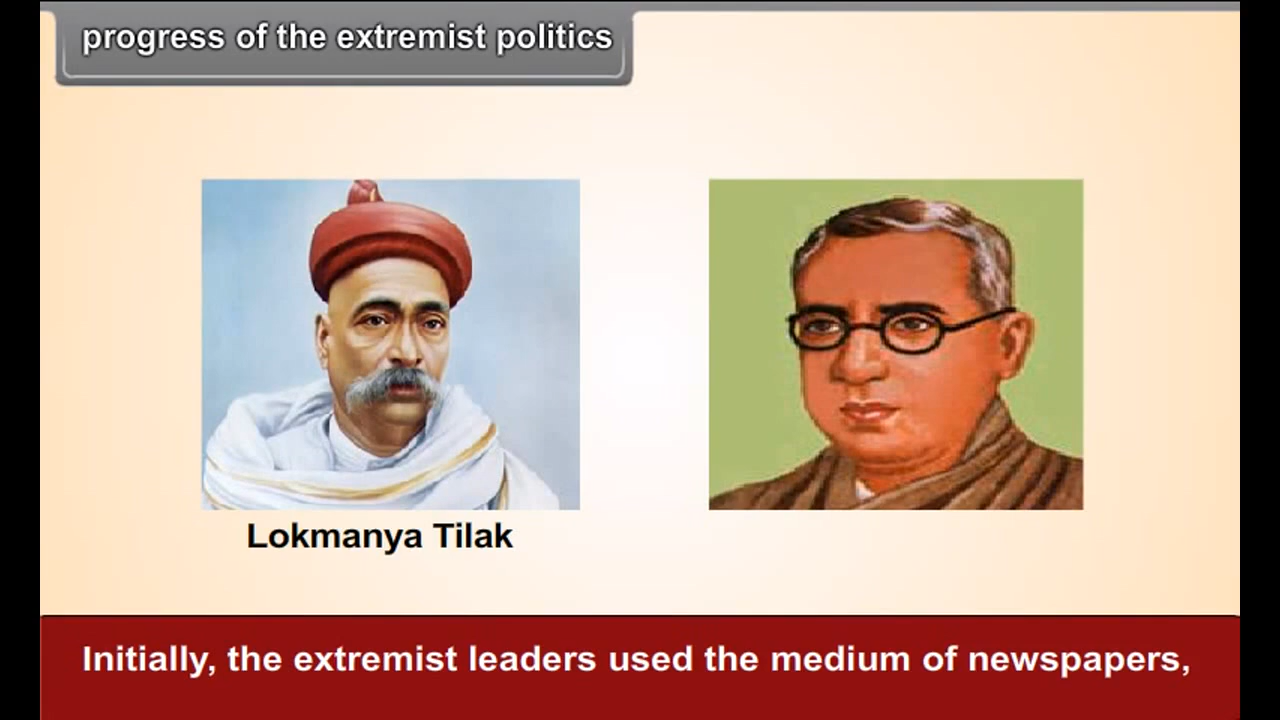 progress of the extremist politics
Lokmanya Tilak
Initially, the extremist leaders used the medium of newspapers,